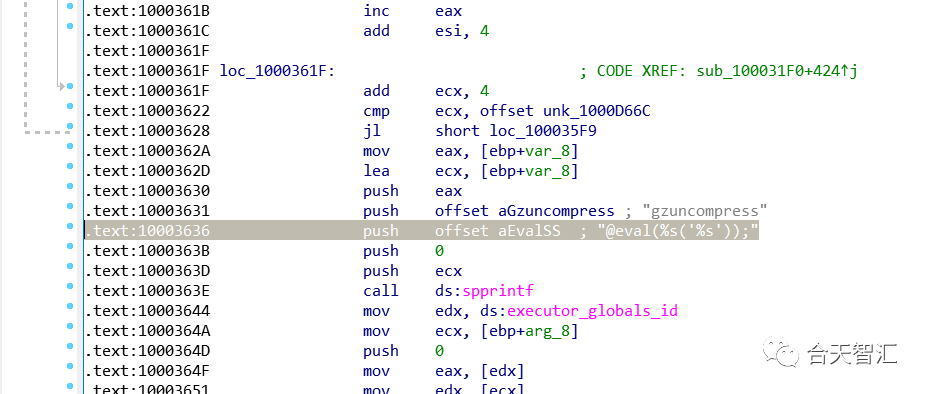 .text:1000361B inc eax
.text:1000361C add esi, 4
.text:1000361F
.text:1000361F loc_1000361F: ; CODE XREF: sub_100031F0+424↑j
.text:1000361F add ecx, 4
.text:10003622 cmp ecx, offset unk_1000D66C
.text:10003628 jl short loc_100035F9
.text:1000362A mov eax, [ebp+var_8]
.text:1000362D lea ecx, [ebp+var_8]
.text:10003630 push eax
.text:10003631 push offset aGzuncompress ; "gzuncompress"
.text:10003636 push offset aEvalSS ; "@eval(%s('%s'));"
.text:1000363B push 0
.text:1000363D push ecx
.text:1000363E call ds:spprintf
.text:10003644 mov edx, ds:executor_globals_id
.text:1000364A mov ecx, [ebp+arg_8]
.text:1000364D push 0
.text:1000364F mov eax, [edx]
.text:10003651 mov edx, [ecx]
合天智汇